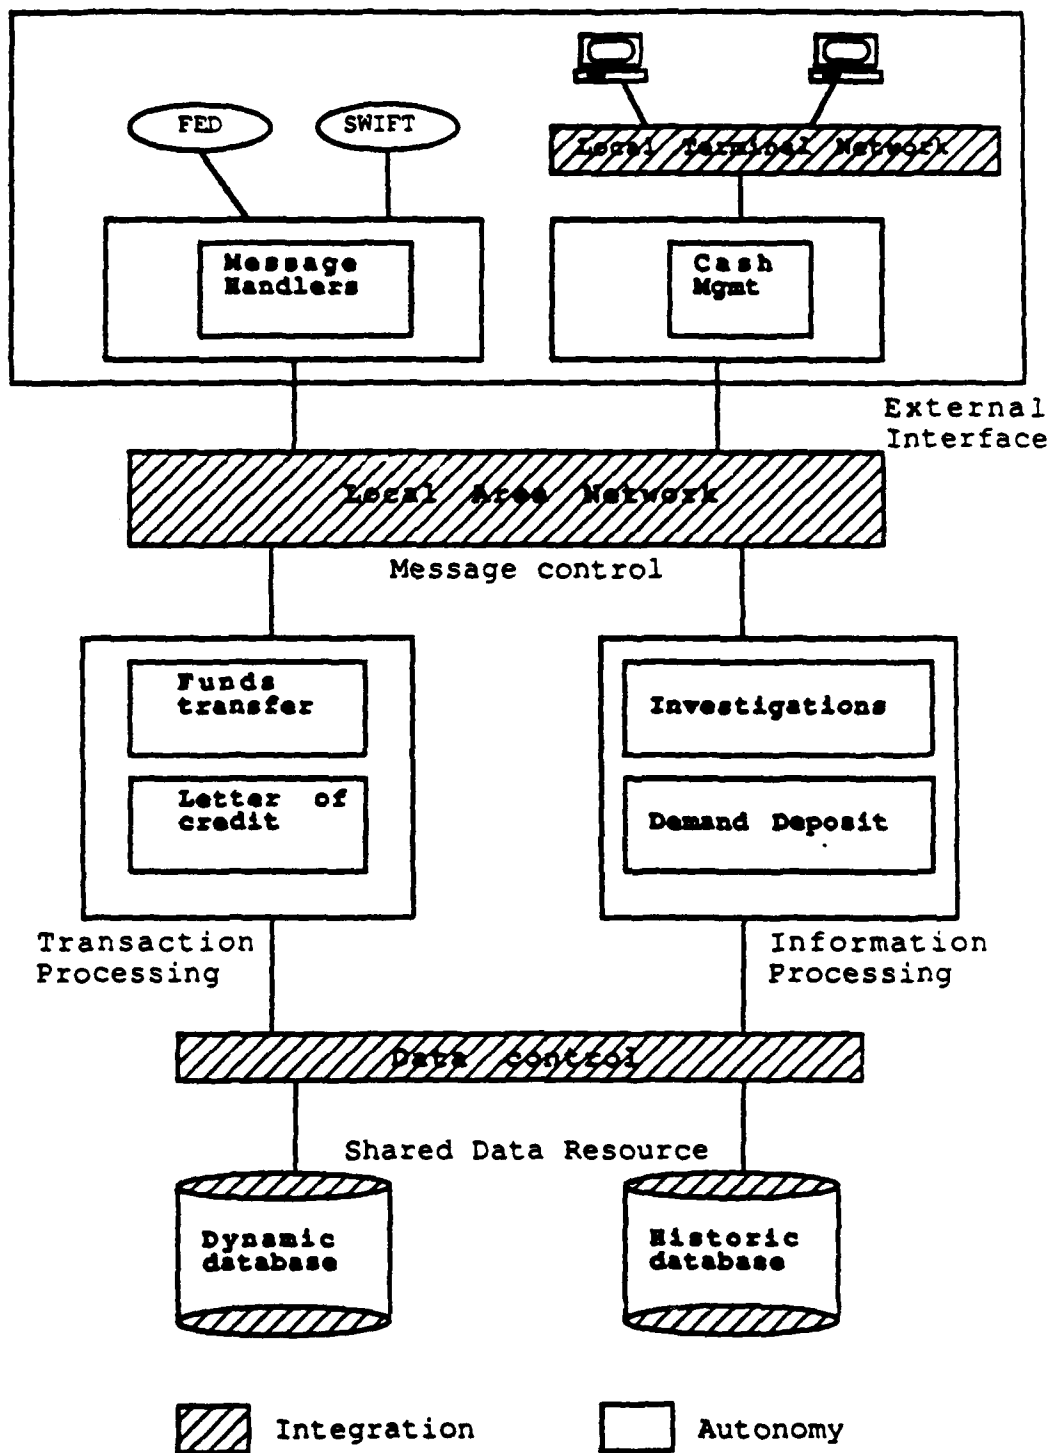 FED
SWIFT
Local Terminal Network
Message
Handlers
Cash
Mgmt
External
Interface
Local Area Network
Message control
Funds
transfer
Letter of
credit
Investigations
Demand Deposit
Transaction
Processing
Information
Processing
Data control
Shared Data Resource
Dynamic
database
Historic
database
Integration
Autonomy